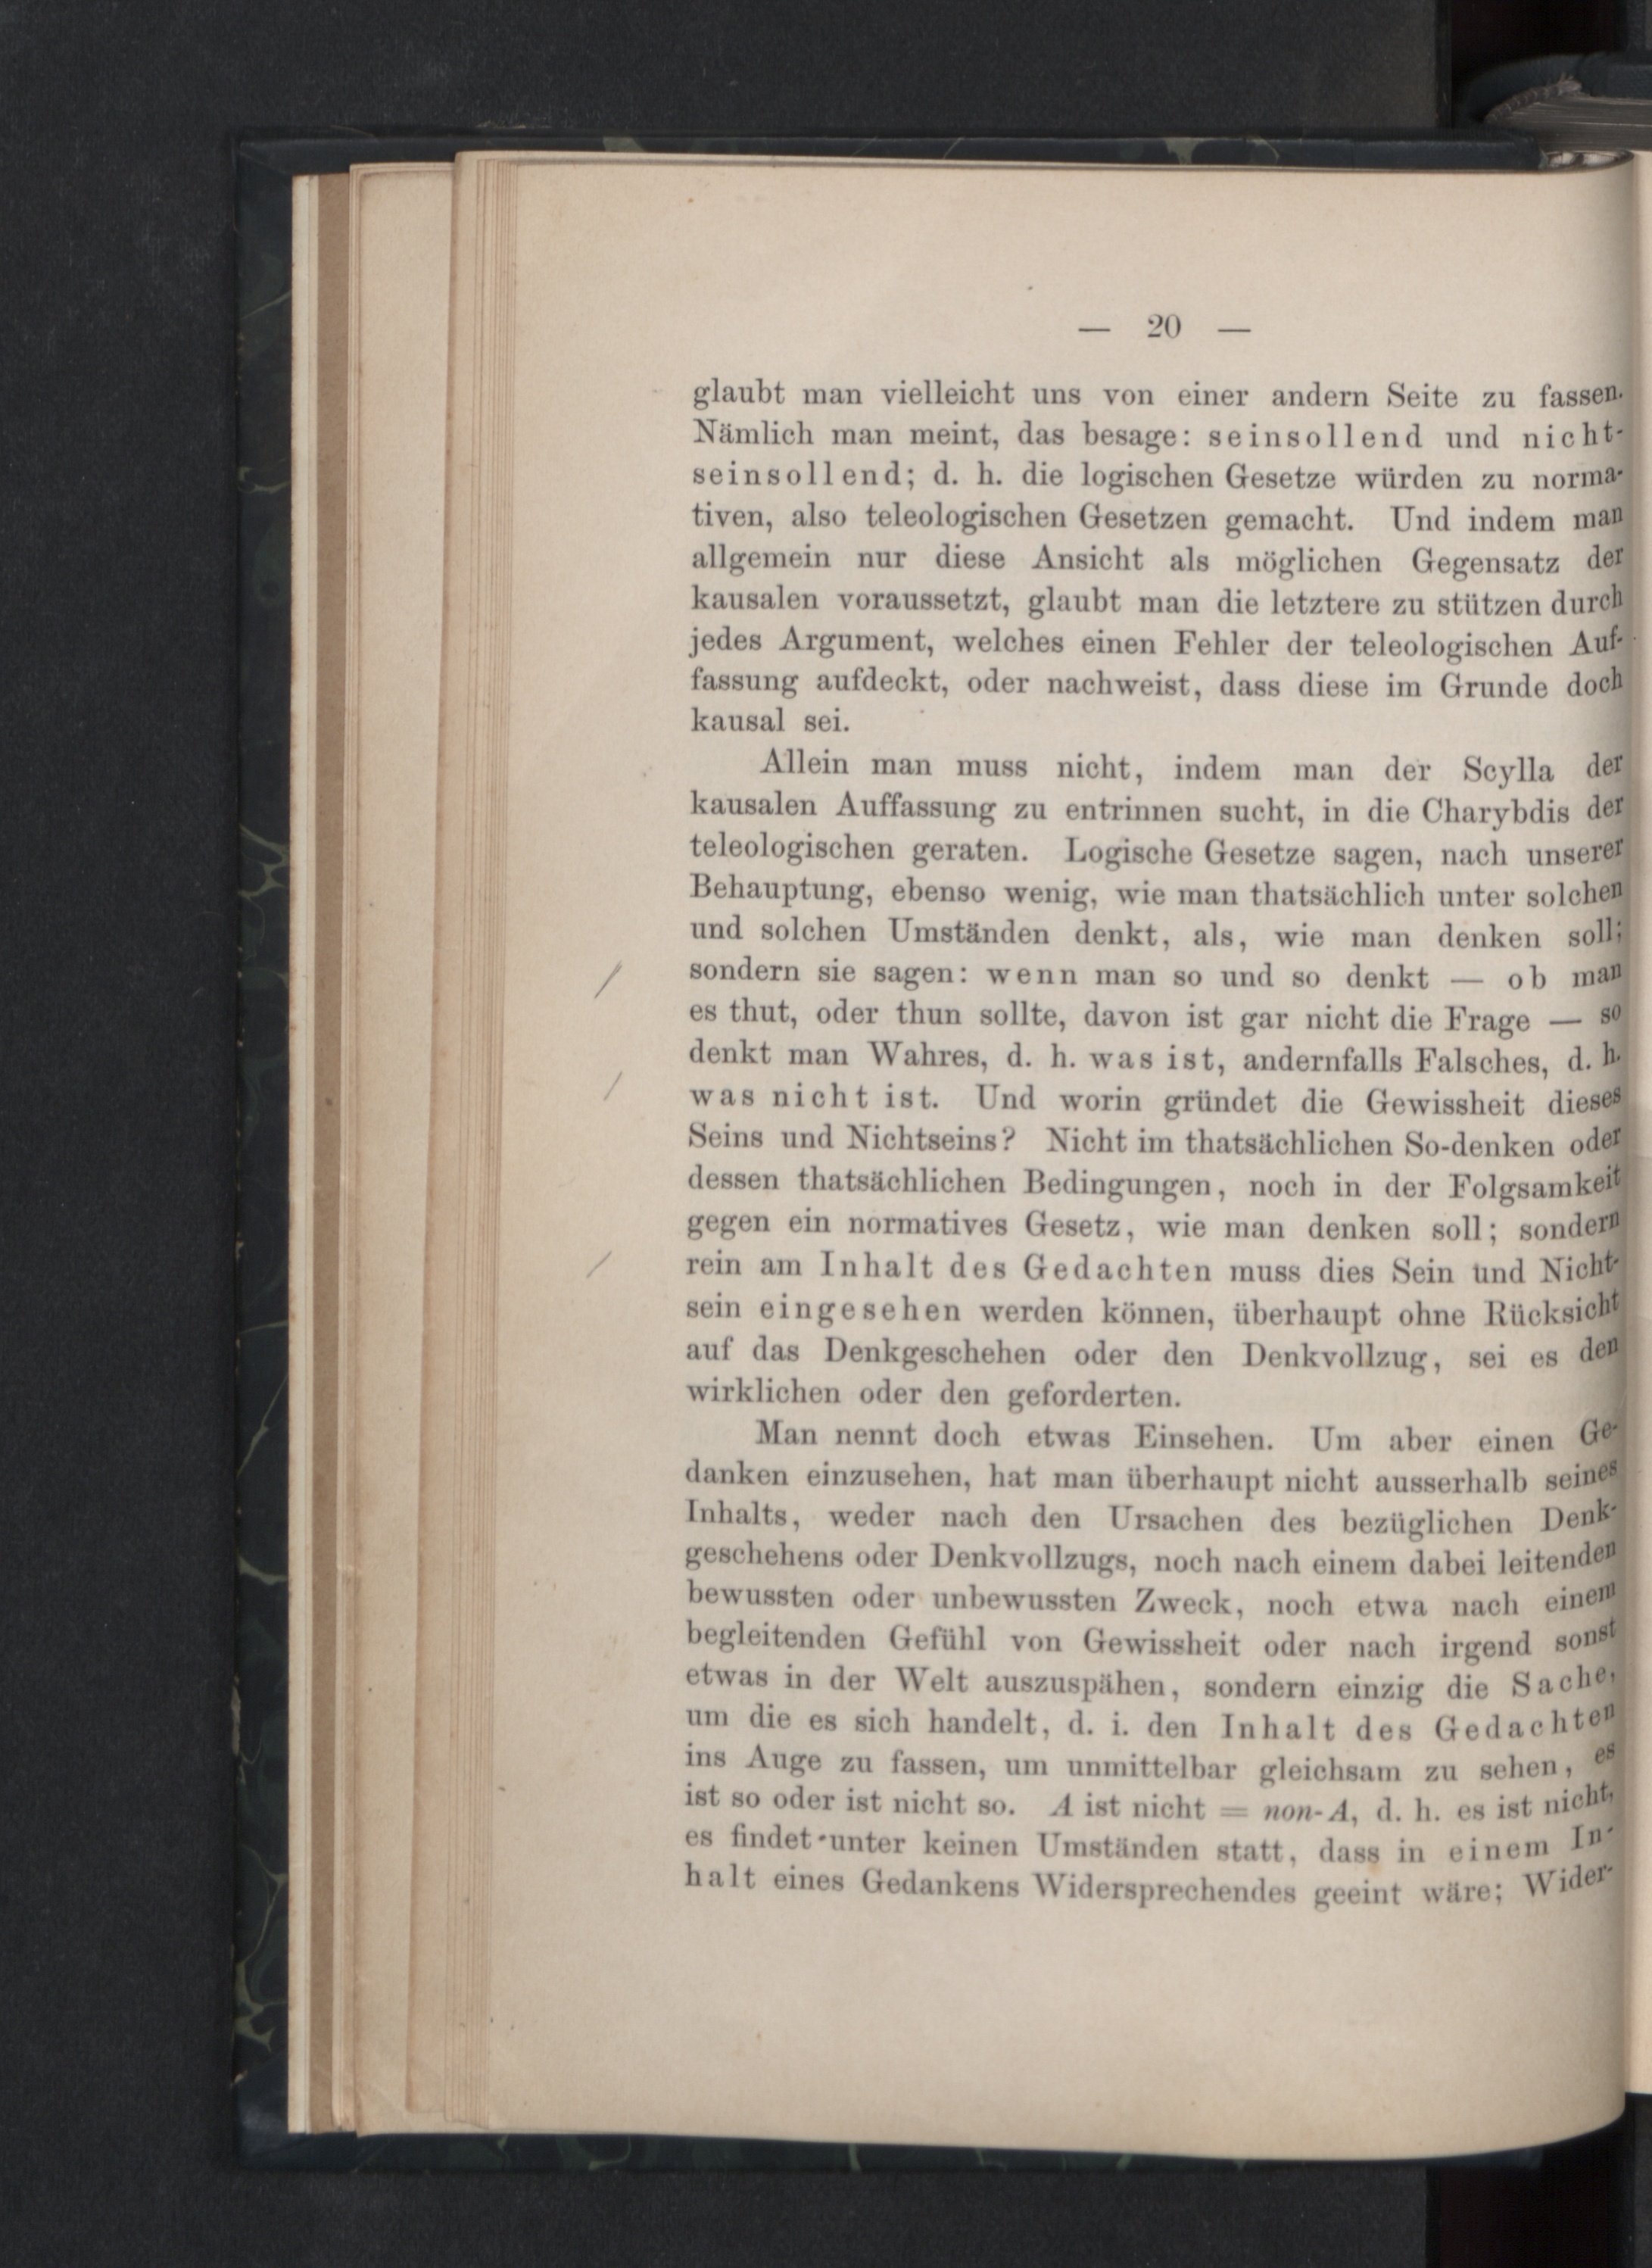 — 20 —
glaubt man vielleicht uns von einer andern Seite zu fassen.
Nämlich man meint, das besage: seinsollend und nicht-
seinsollend; d. h. die logischen Gesetze würden zu norma-
tiven, also teleologischen Gesetzen gemacht. Und indem man
allgemein nur diese Ansicht als möglichen Gegensatz der
kausalen voraussetzt, glaubt man die letztere zu stützen durch
jedes Argument, welches einen Fehler der teleologischen Auf-
fassung aufdeckt, oder nachweist, dass diese im Grunde doch
kausal sei.
Allein man muss nicht, indem man der Scylla der
kausalen Auffassung zu entrinnen sucht, in die Charybdis der
teleologischen geraten. Logische Gesetze sagen, nach unserer
Behauptung, ebenso wenig, wie man thatsächlich unter solchen
und solchen Umständen denkt, als, wie man denken soll;
sondern sie sagen: wenn man so und so denkt — ob man
es thut, oder thun sollte, davon ist gar nicht die Frage — so
denkt man Wahres, d. h. was ist, andernfalls Falsches, d. h.
was nicht ist. Und worin gründet die Gewissheit dieses
Seins und Nichtseins? Nicht im thatsächlichen So-denken oder
dessen thatsächlichen Bedingungen, noch in der Folgsamkeit
gegen ein normatives Gesetz, wie man denken soll; sondern
rein am Inhalt des Gedachten muss dies Sein und Nicht-
sein eingesehen werden können, überhaupt ohne Rücksicht
auf das Denkgeschehen oder den Denkvollzug, sei es den
wirklichen oder den geforderten.
Man nennt doch etwas Einsehen. Um aber einen Ge-
danken einzusehen, hat man überhaupt nicht ausserhalb seines
Inhalts, weder nach den Ursachen des bezüglichen Denk-
geschehens oder Denkvollzugs, noch nach einem dabei leitenden
bewussten oder unbewussten Zweck, noch etwa nach einem
begleitenden Gefühl von Gewissheit oder nach irgend sonst
etwas in der Welt auszuspähen, sondern einzig die Sache,
um die es sich handelt, d. i. den Inhalt des Gedachten
ins Auge zu fassen, um unmittelbar gleichsam zu sehen, es
ist so oder ist nicht so. A ist nicht = non-A, d. h. es ist nicht,
es findet unter keinen Umständen statt, dass in einem In-
halt eines Gedankens Widersprechendes geeint wäre; Wider-